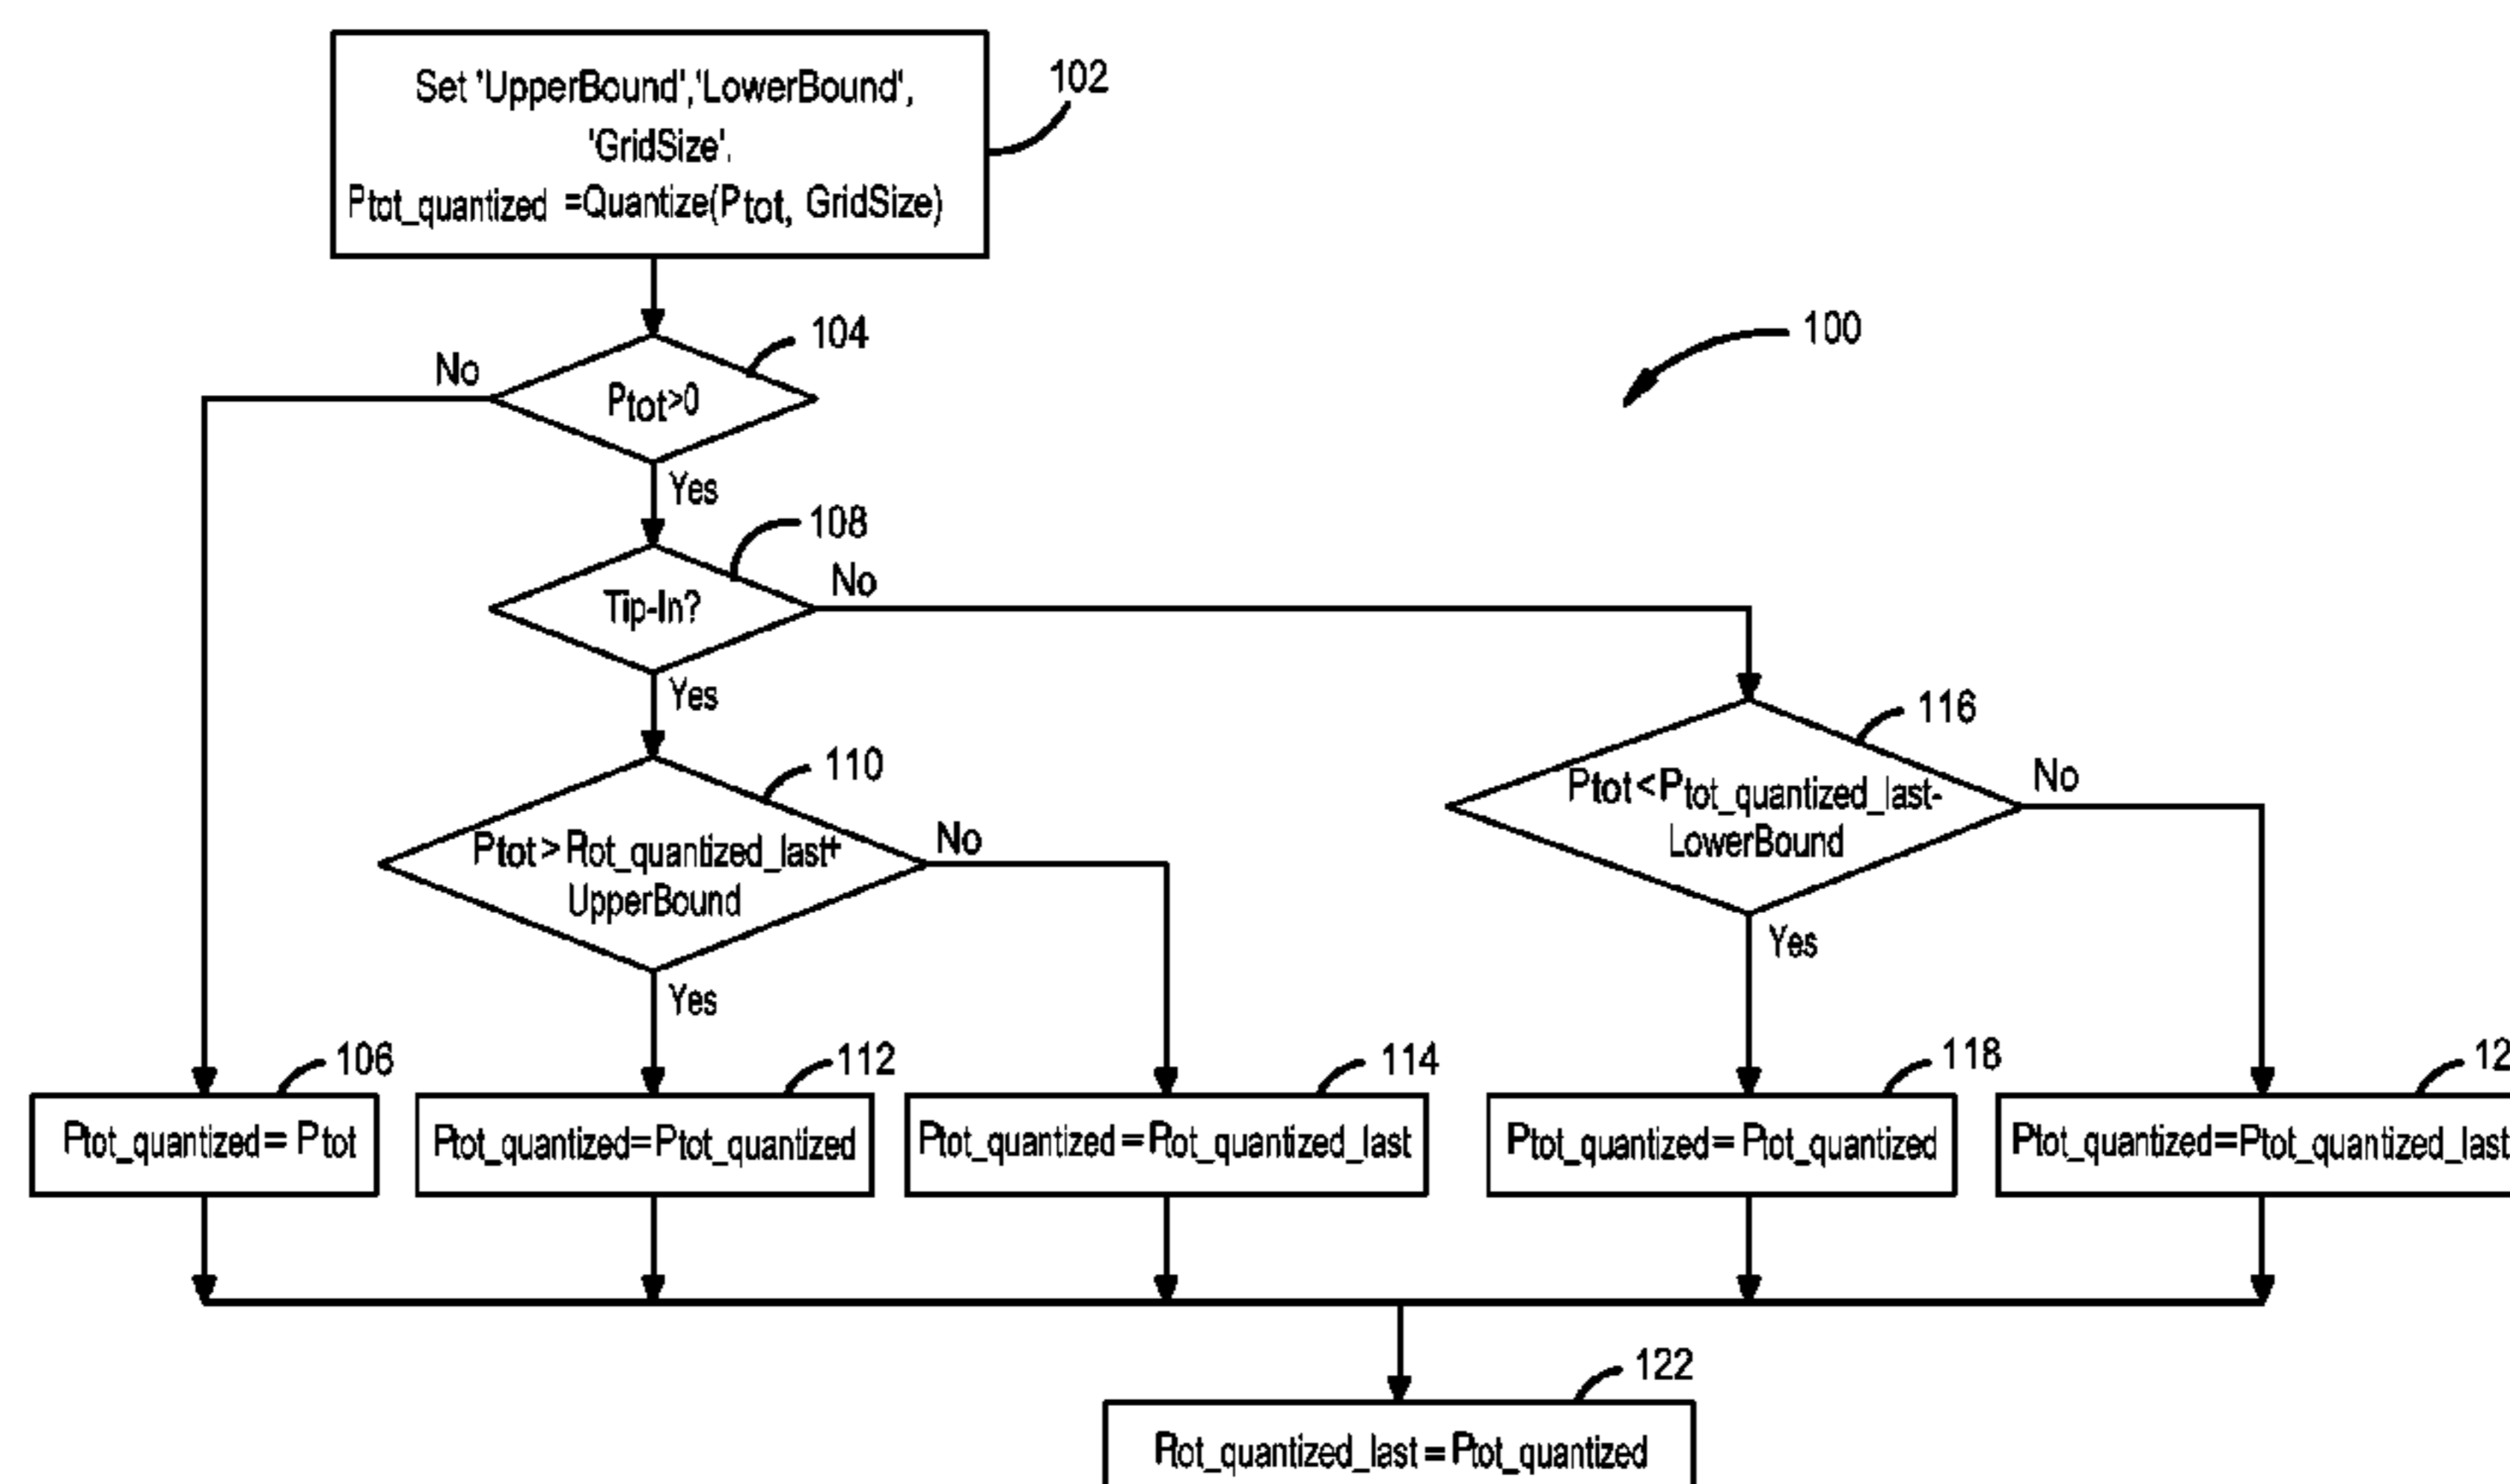 Set 'UpperBound','LowerBound',
'GridSize'.
Ptot_quantized =Quantize(Ptot, GridSize)
102
104
No
Ptot>0
100
Yes
108
No
Tip-In?
Yes
116
110
Ptot<Ptot_quantized_last-
LowerBound
No
Ptot>Ptot_quantized_last+
UpperBound
No
Yes
Yes
106
112
114
118
12
Ptot_quantized= Ptot
Ptot_quantized=Ptot_quantized
Ptot_quantized=Ptot_quantized_last
Ptot_quantized= Ptot_quantized
Ptot_quantized=Ptot_quantized_last
122
Ptot_quantized_last=Ptot_quantized